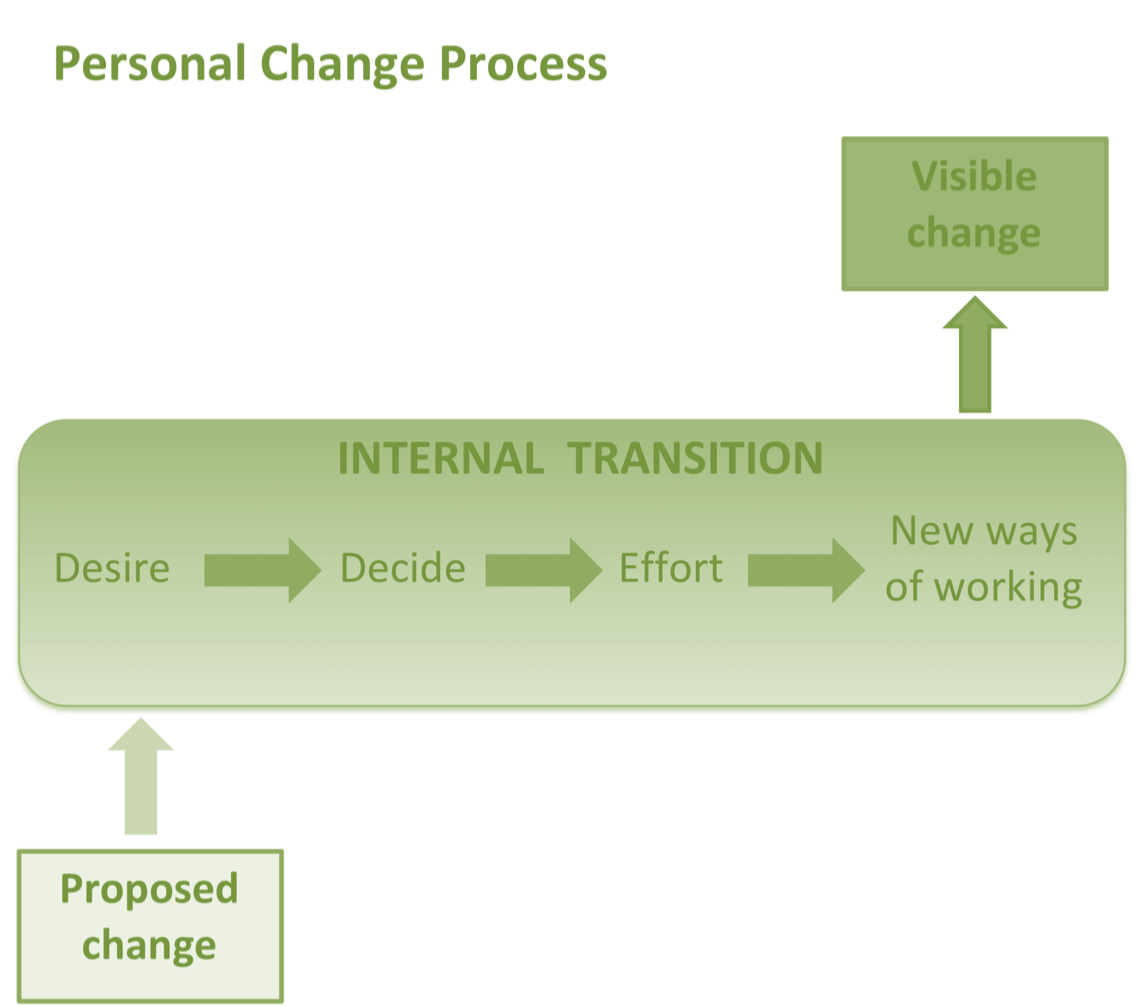 Personal Change Process
Visible
change
INTERNAL  TRANSITION
Desire
Decide
Effort
New ways
of working
Proposed
change